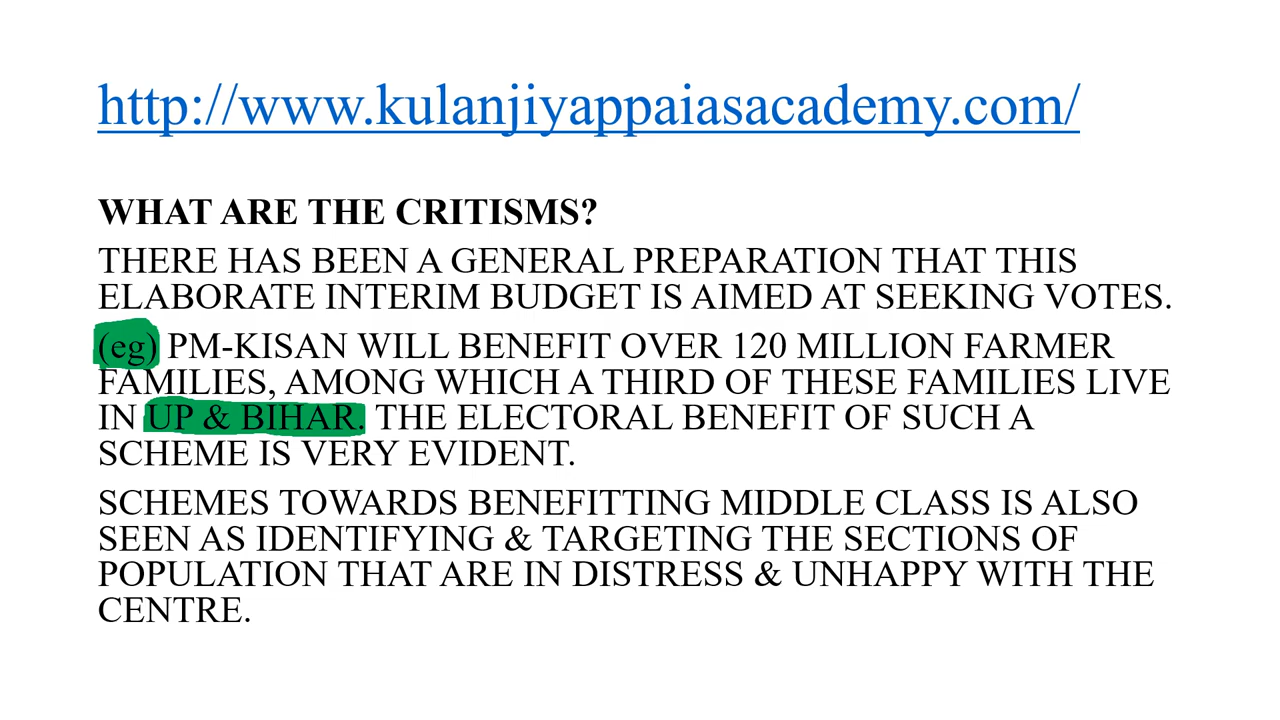 http://www.kulanjiyappaiasacademy.com/
WHAT ARE THE CRITISMS?
THERE HAS BEEN A GENERAL PREPARATION THAT THIS
ELABORATE INTERIM BUDGET IS AIMED AT SEEKING VOTES.
(eg) PM-KISAN WILL BENEFIT OVER 120 MILLION FARMER
FAMILIES, AMONG WHICH A THIRD OF THESE FAMILIES LIVE
IN UP & BIHAR. THE ELECTORAL BENEFIT OF SUCH A
SCHEME IS VERY EVIDENT.
SCHEMES TOWARDS BENEFITTING MIDDLE CLASS IS ALSO
SEEN AS IDENTIFYING & TARGETING THE SECTIONS OF
POPULATION THAT ARE IN DISTRESS & UNHAPPY WITH THE
CENTRE.